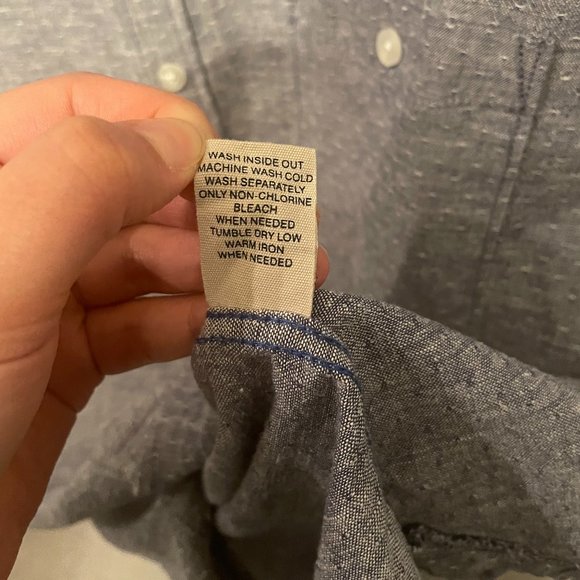 WASH INSIDE OUT
MACHINE WASH COLD
WASH SEPARATELY
ONLY NON-CHLORINE
BLEACH
WHEN NEEDED
TUMBLE DRY LOW
WARM IRON
WHEN NEEDED